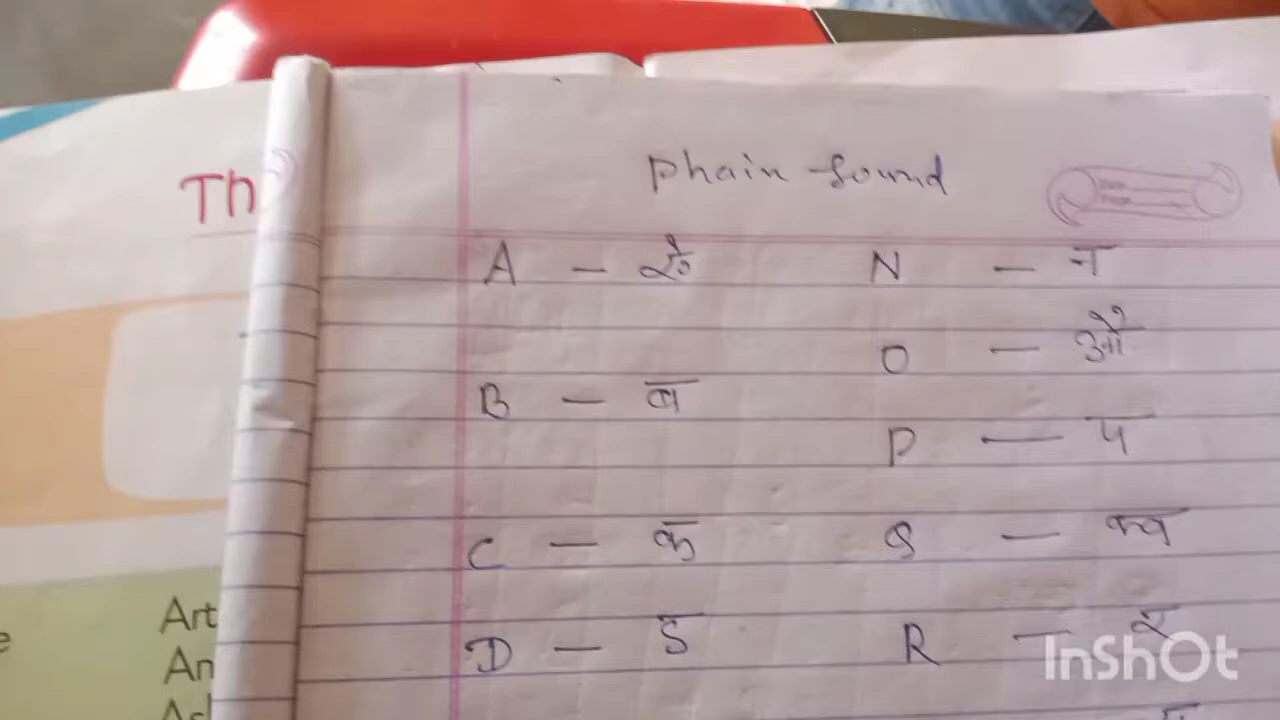 Phain sound
A — ऐ N — न
O — ऑ
B — ब
P — प
C — क S — क्व
D — ड R — र
Th
Art
An
InShOt